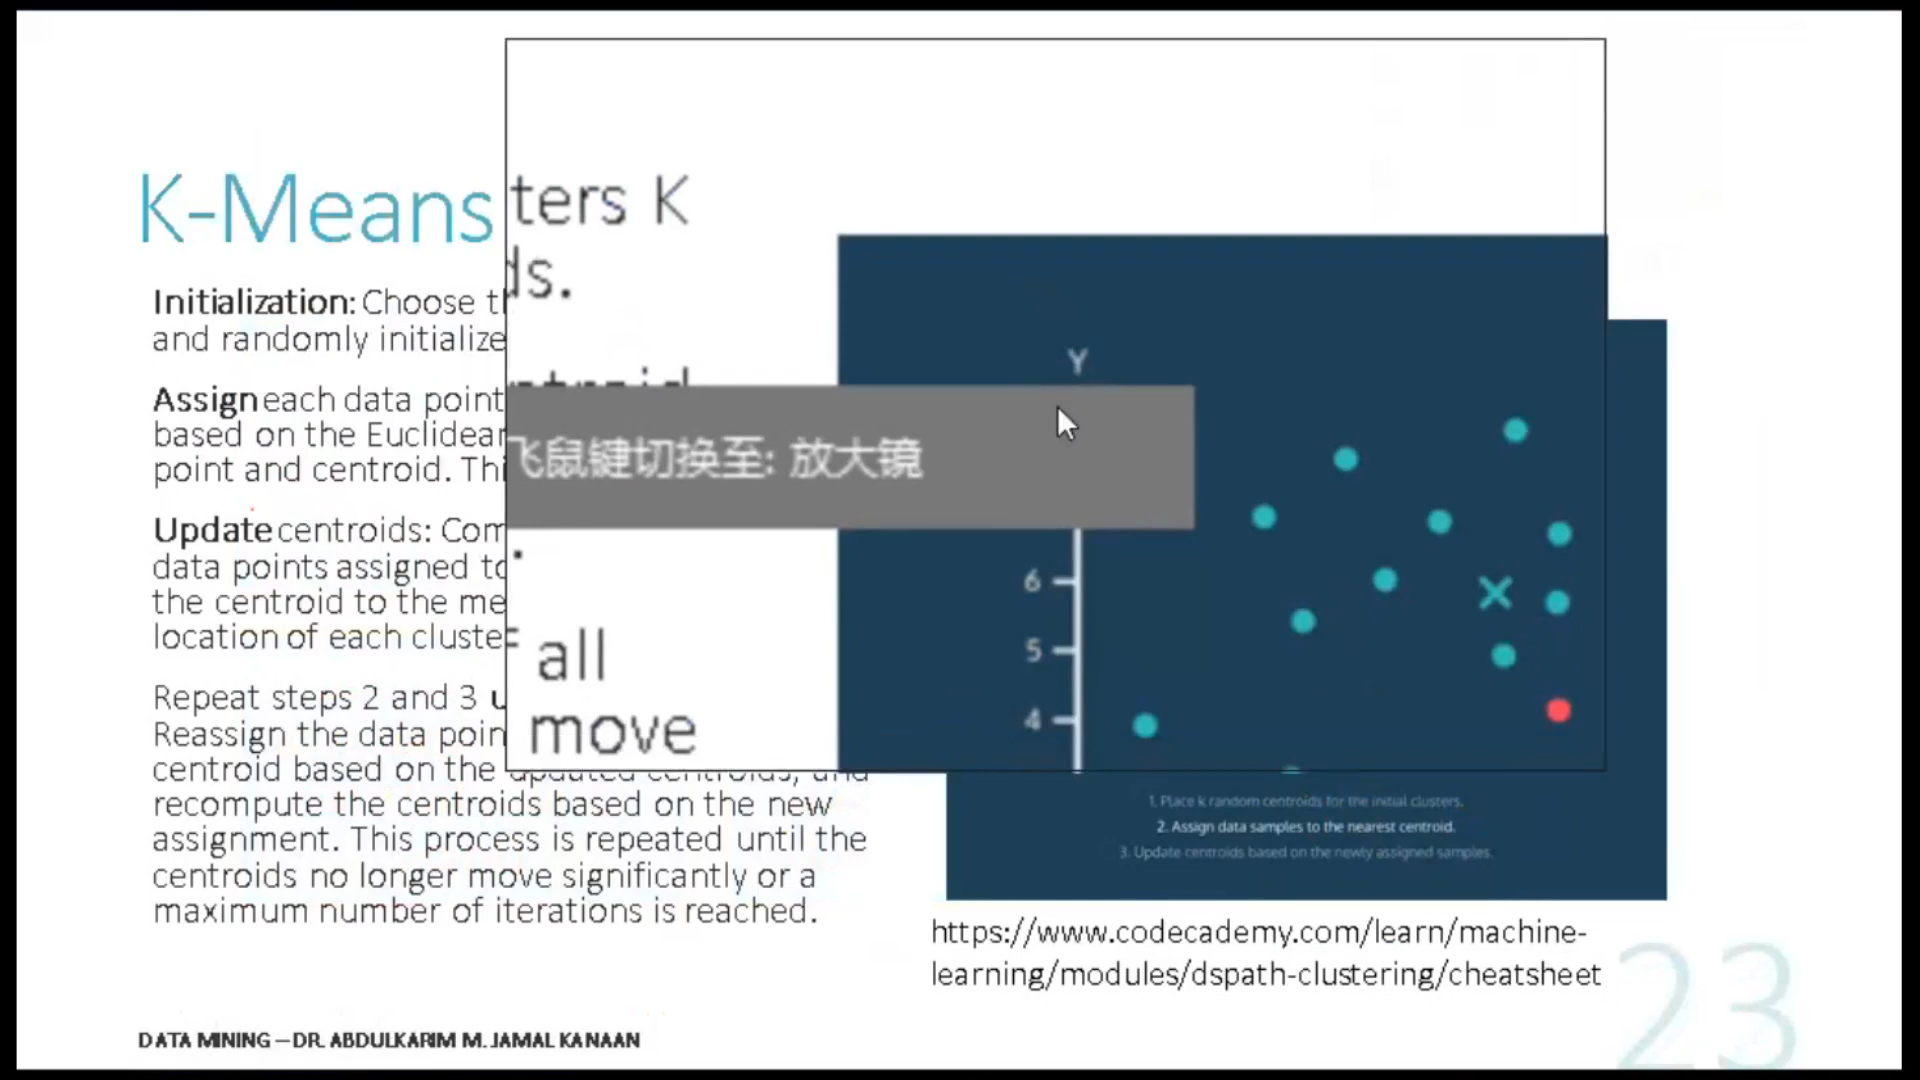 K-Means
Initialization: Choose
and randomly initialize
Assign each data point
based on the Euclidean
point and centroid.
Update centroids:
data points assigned to
the centroid to the
location of each
Repeat steps 2 and 3
Reassign the data
centroid based on the updated centroids, and
recompute the centroids based on the new
assignment. This process is repeated until the
centroids no longer move significantly or a
maximum number of iterations is reached.
ters K
ds.
飞鼠键切换至: 放大镜
all
move
Y
6
5
4
1. Place k random centroids for the initial clusters.
2. Assign data samples to the nearest centroid.
3. Update centroids based on the newly assigned samples.
https://www.codecademy.com/learn/machine-
learning/modules/dspath-clustering/cheatsheet
DATA MINING – DR. ABDULKARIM M. JAMAL KANAAN
23